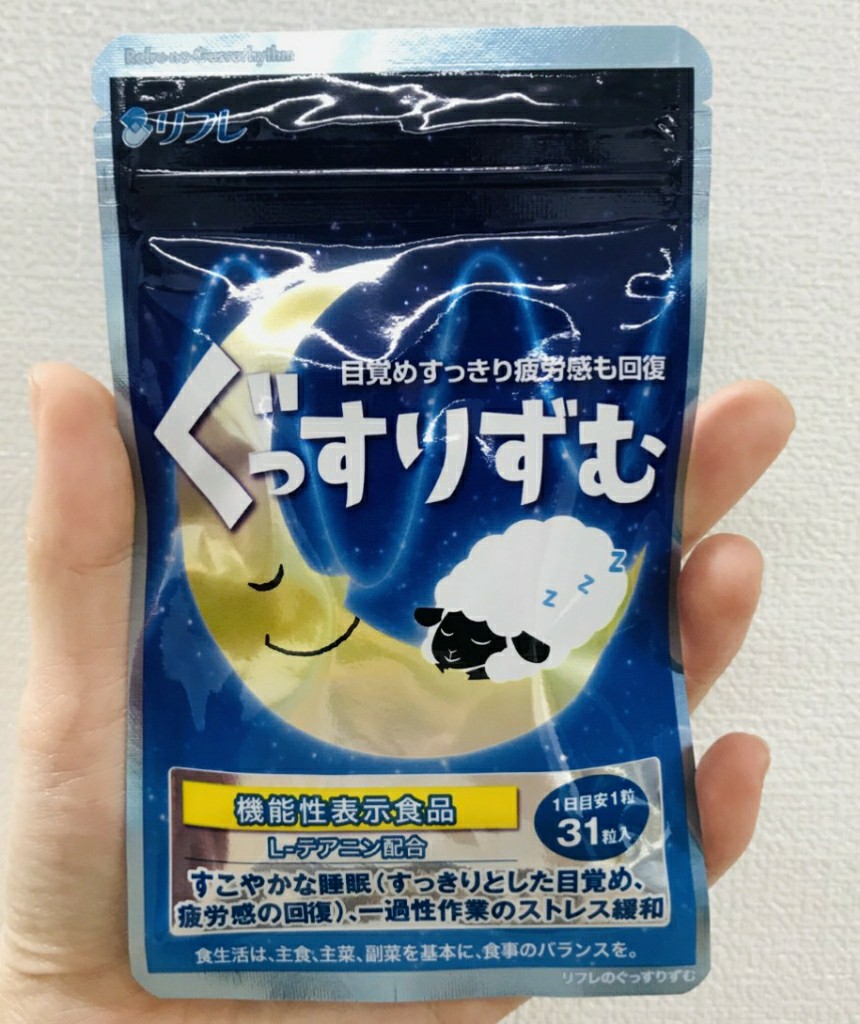 リフレ
目覚めすっきり疲労感も回復
ぐっすりずむ
z z z
機能性表示食品
L-テアニン配合
1日目安1粒
31粒入
すこやかな睡眠(すっきりとした目覚め、
疲労感の回復)、一過性作業のストレス緩和
食生活は、主食、主菜、副菜を基本に、食事のバランスを。
リフレのぐっすりずむ